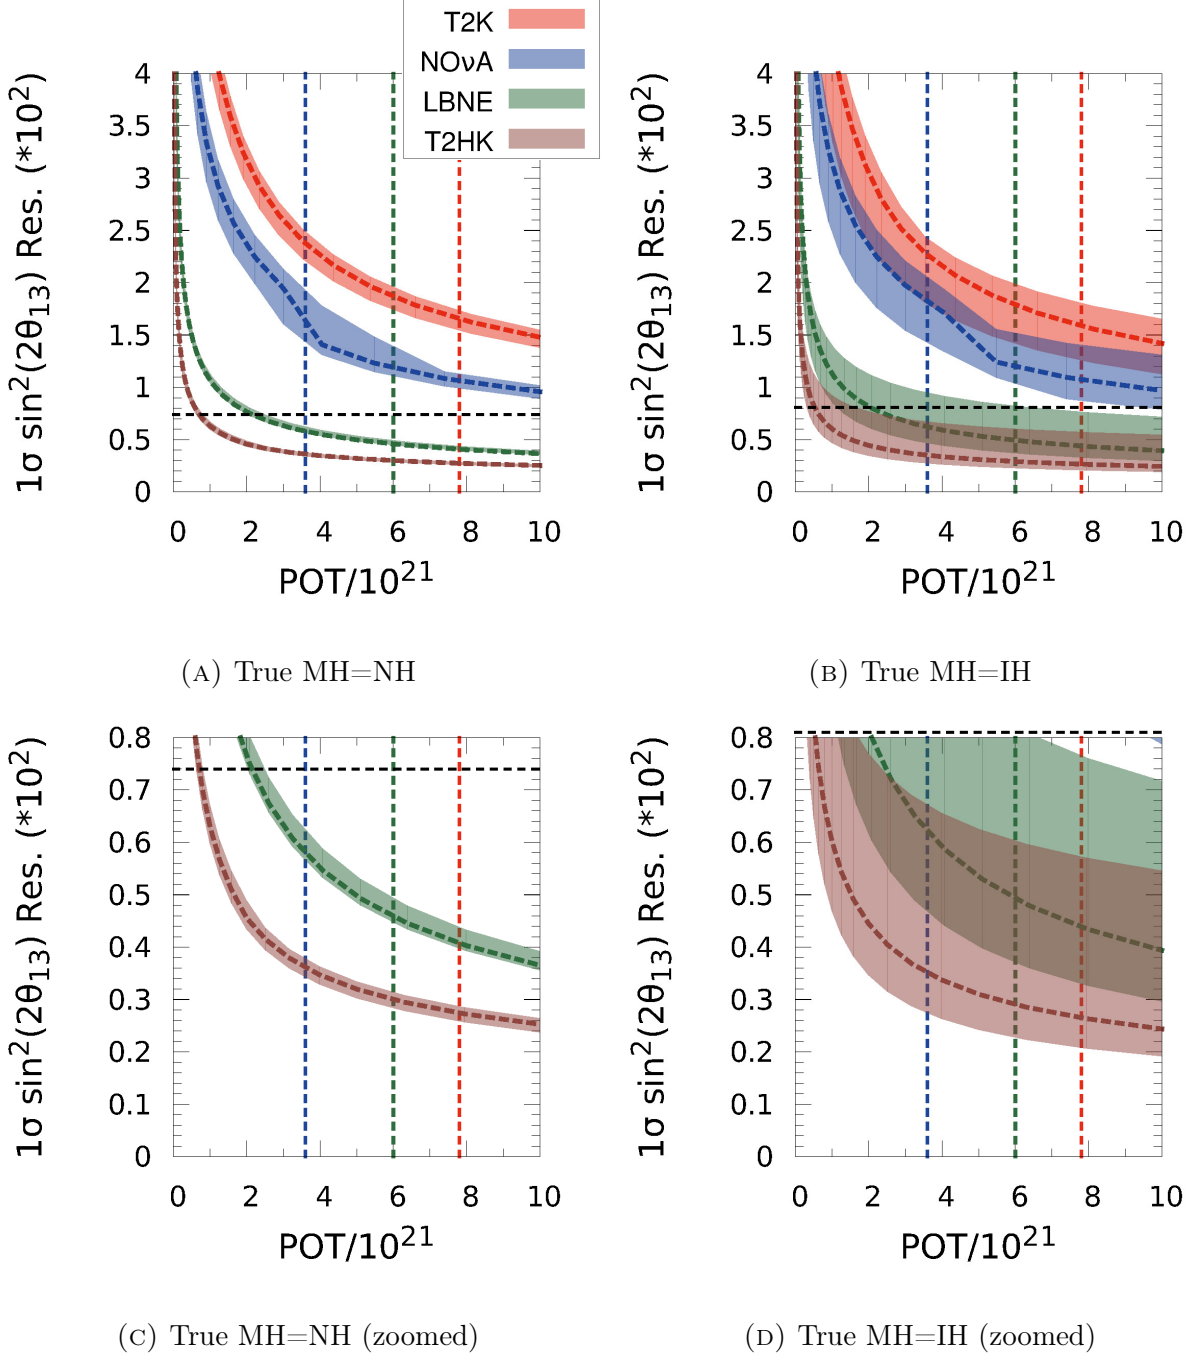 T2K
NOνA
LBNE
T2HK
1σ sin²(2θ₁₃) Res. (*10²)
4
3.5
3
2.5
2
1.5
1
0.5
0
0 2 4 6 8 10
POT/10²¹
(A) True MH=NH
1σ sin²(2θ₁₃) Res. (*10²)
4
3.5
3
2.5
2
1.5
1
0.5
0
0 2 4 6 8 10
POT/10²¹
(B) True MH=IH
1σ sin²(2θ₁₃) Res. (*10²)
0.8
0.7
0.6
0.5
0.4
0.3
0.2
0.1
0
0 2 4 6 8 10
POT/10²¹
(C) True MH=NH (zoomed)
1σ sin²(2θ₁₃) Res. (*10²)
0.8
0.7
0.6
0.5
0.4
0.3
0.2
0.1
0
0 2 4 6 8 10
POT/10²¹
(D) True MH=IH (zoomed)